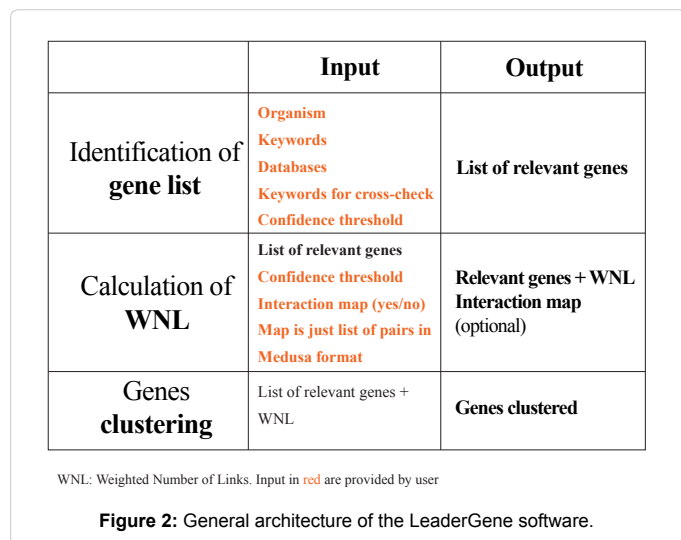 Input
Output
Identification of
gene list
Organism
Keywords
Databases
Keywords for cross-check
Confidence threshold
List of relevant genes
Calculation of
WNL
List of relevant genes
Confidence threshold
Interaction map (yes/no)
Map is just list of pairs in
Medusa format
Relevant genes + WNL
Interaction map
(optional)
Genes
clustering
List of relevant genes +
WNL
Genes clustered
WNL: Weighted Number of Links. Input in red are provided by user
Figure 2: General architecture of the LeaderGene software.